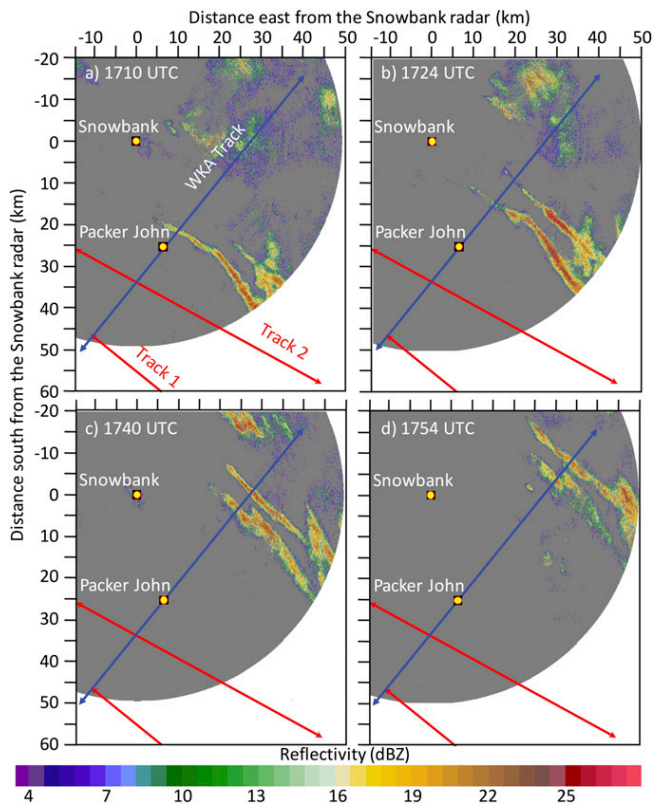 Distance east from the Snowbank radar (km)
-10 0 10 20 30 40 50 -10 0 10 20 30 40 50
Distance south from the Snowbank radar (km)
-20
-10
0
10
20
30
40
50
60
a) 1710 UTC
Snowbank
WKA Track
Packer John
Track 2
Track 1
b) 1724 UTC
Snowbank
Packer John
-20
-10
0
10
20
30
40
50
60
c) 1740 UTC
Snowbank
Packer John
d) 1754 UTC
Snowbank
Packer John
Reflectivity (dBZ)
4 7 10 13 16 19 22 25